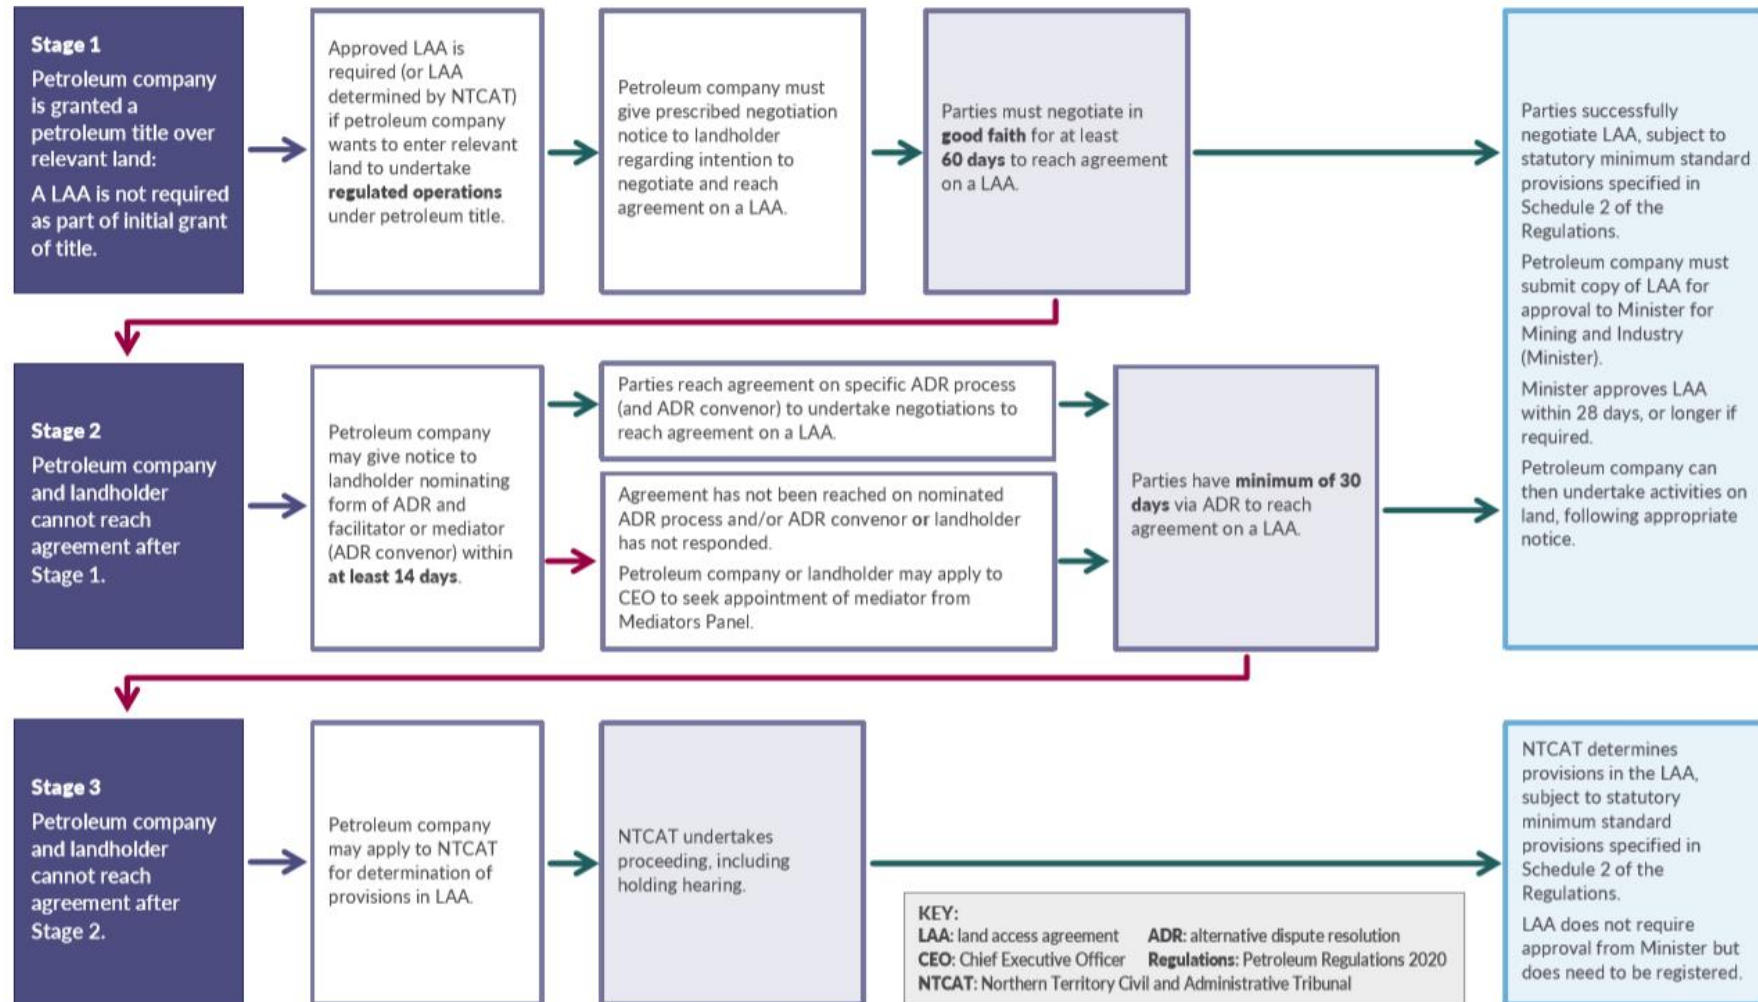 Stage 1
Petroleum company
is granted a
petroleum title over
relevant land:
A LAA is not required
as part of initial grant
of title.
Approved LAA is
required (or LAA
determined by NTCAT)
if petroleum company
wants to enter relevant
land to undertake
regulated operations
under petroleum title.
Petroleum company must
give prescribed negotiation
notice to landholder
regarding intention to
negotiate and reach
agreement on a LAA.
Parties must negotiate in
good faith for at least
60 days to reach agreement
on a LAA.
Parties successfully
negotiate LAA, subject to
statutory minimum standard
provisions specified in
Schedule 2 of the
Regulations.
Petroleum company must
submit copy of LAA for
approval to Minister for
Mining and Industry
(Minister).
Minister approves LAA
within 28 days, or longer if
required.
Petroleum company can
then undertake activities on
land, following appropriate
notice.
Stage 2
Petroleum company
and landholder
cannot reach
agreement after
Stage 1.
Petroleum company
may give notice to
landholder nominating
form of ADR and
facilitator or mediator
(ADR convenor) within
at least 14 days.
Parties reach agreement on specific ADR process
(and ADR convenor) to undertake negotiations to
reach agreement on a LAA.
Agreement has not been reached on nominated
ADR process and/or ADR convenor or landholder
has not responded.
Petroleum company or landholder may apply to
CEO to seek appointment of mediator from
Mediators Panel.
Parties have minimum of 30
days via ADR to reach
agreement on a LAA.
Stage 3
Petroleum company
and landholder
cannot reach
agreement after
Stage 2.
Petroleum company
may apply to NTCAT
for determination of
provisions in LAA.
NTCAT undertakes
proceeding, including
holding hearing.
NTCAT determines
provisions in the LAA,
subject to statutory
minimum standard
provisions specified in
Schedule 2 of the
Regulations.
LAA does not require
approval from Minister but
does need to be registered.
KEY:
LAA: land access agreement ADR: alternative dispute resolution
CEO: Chief Executive Officer Regulations: Petroleum Regulations 2020
NTCAT: Northern Territory Civil and Administrative Tribunal